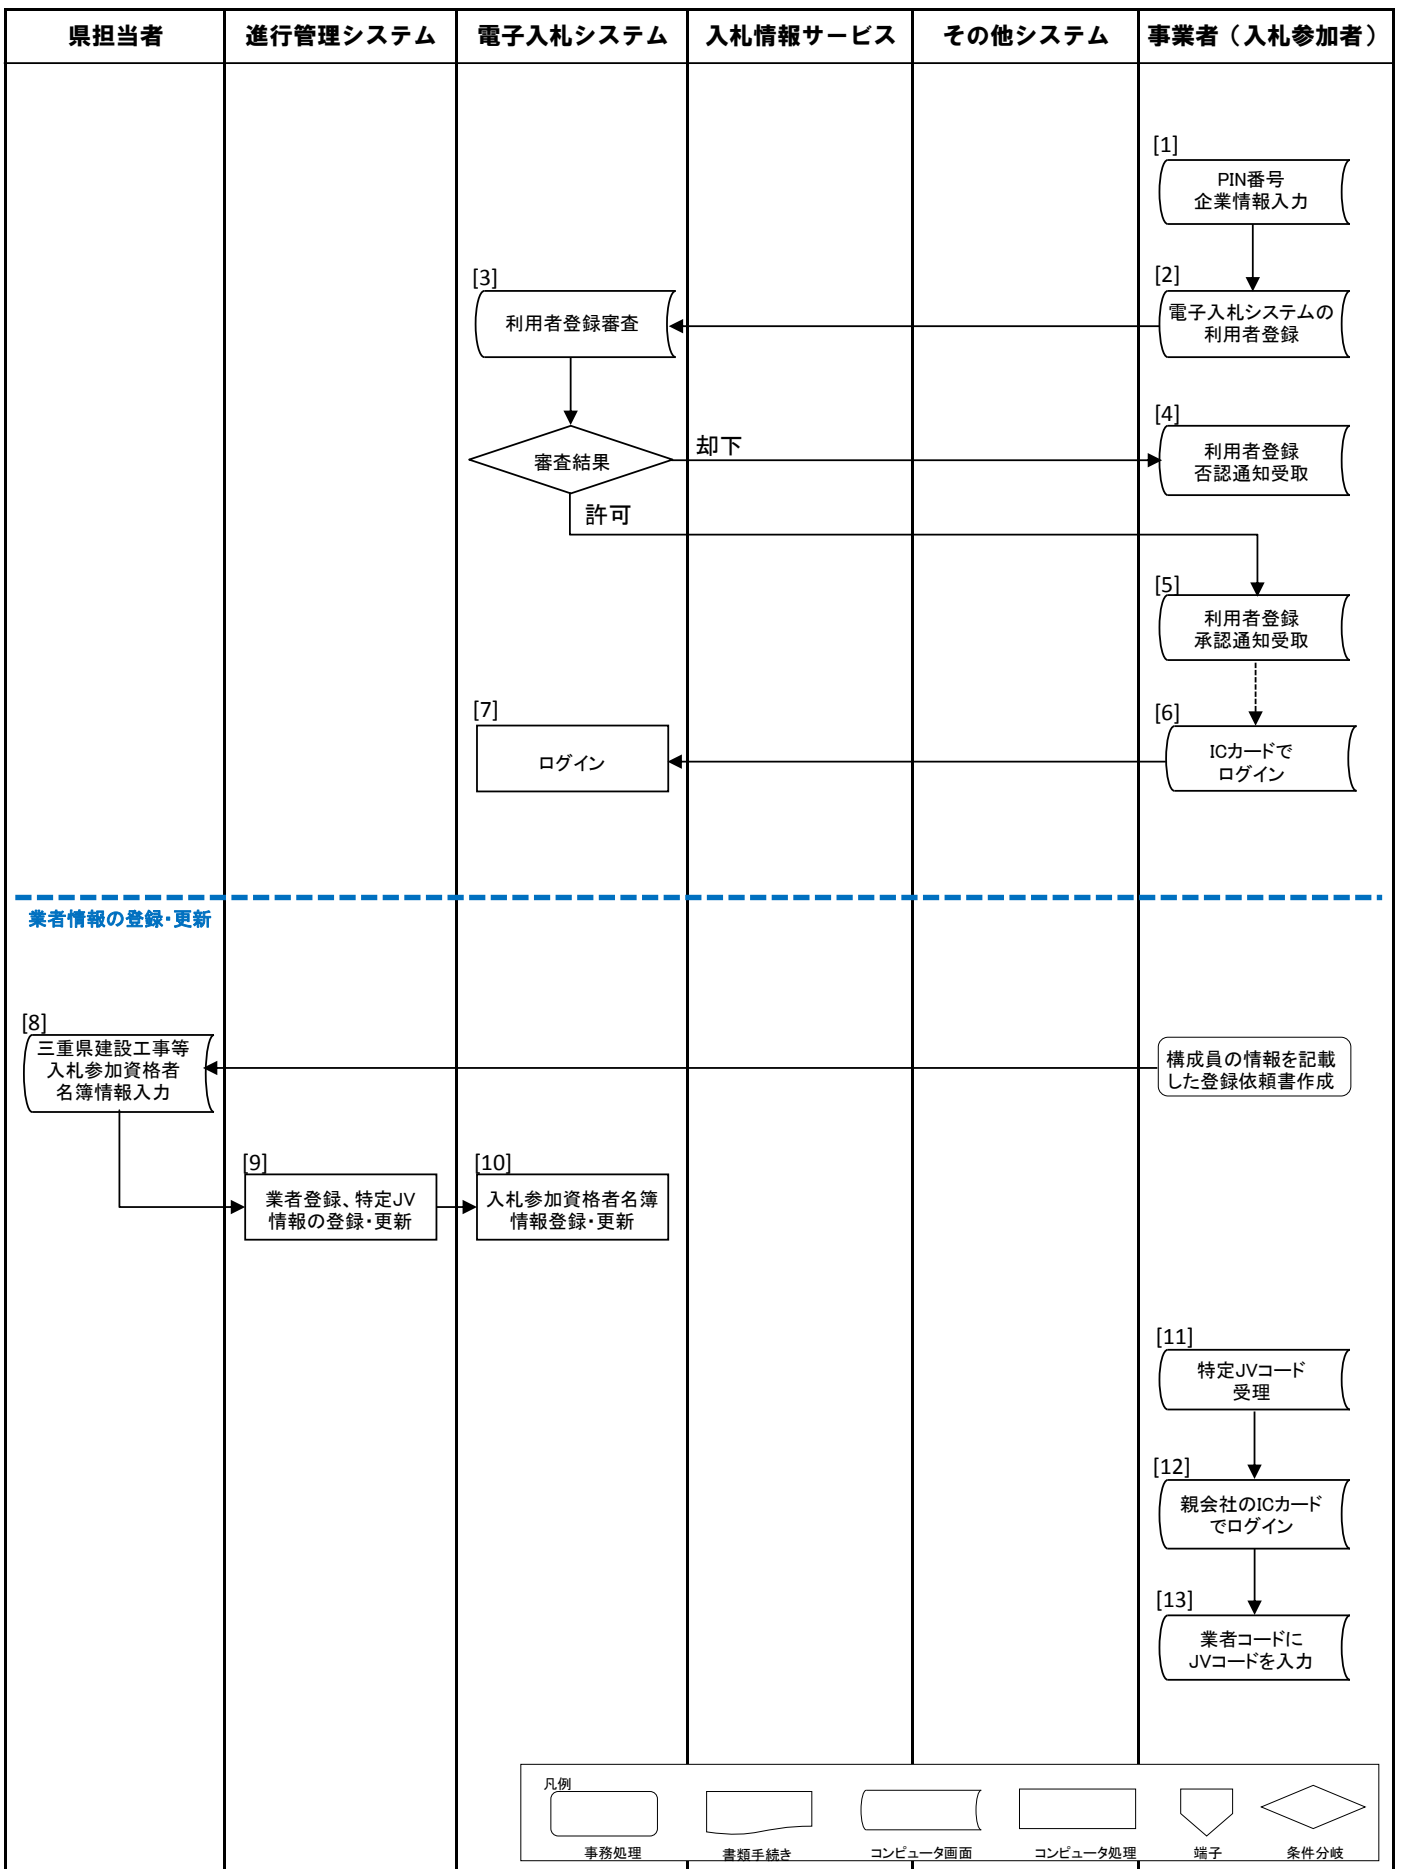 県担当者
進行管理システム
電子入札システム
入札情報サービス
その他システム
事業者（入札参加者）
[1]
PIN番号
企業情報入力
[2]
電子入札システムの
利用者登録
[3]
利用者登録審査
審査結果
却下
[4]
利用者登録
否認通知受取
許可
[5]
利用者登録
承認通知受取
[6]
ICカードで
ログイン
[7]
ログイン
業者情報の登録・更新
[8]
三重県建設工事等
入札参加資格者
名簿情報入力
構成員の情報を記載
した登録依頼書作成
[9]
業者登録、特定JV
情報の登録・更新
[10]
入札参加資格者名簿
情報登録・更新
[11]
特定JVコード
受理
[12]
親会社のICカード
でログイン
[13]
業者コードに
JVコードを入力
凡例
事務処理
書類手続き
コンピュータ画面
コンピュータ処理
端子
条件分岐